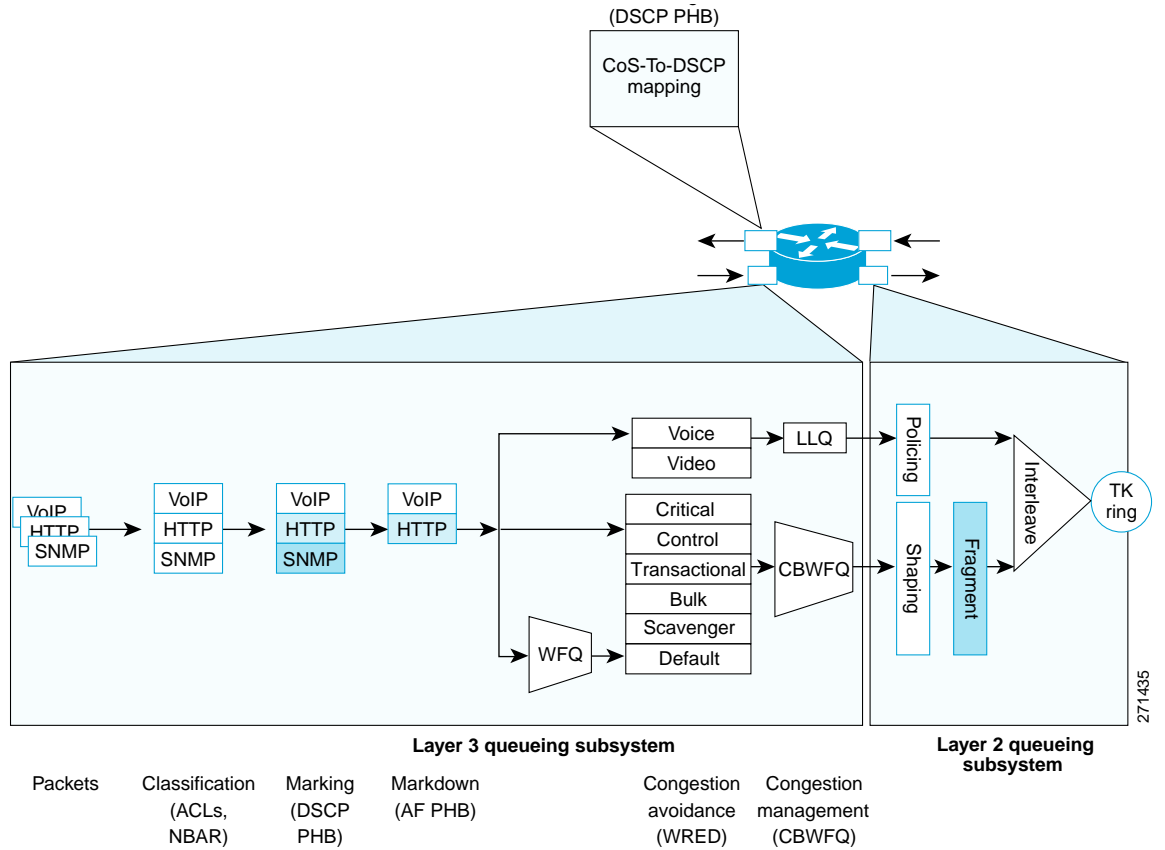 (DSCP PHB)
CoS-To-DSCP
mapping
Voice
Video
LLQ
Policing
Interleave
TK
ring
VoIP
HTTP
SNMP
VoIP
HTTP
SNMP
VoIP
HTTP
SNMP
VoIP
HTTP
Critical
Control
Transactional
Bulk
Scavenger
Default
CBWFQ
WFQ
Shaping
Fragment
271435
Layer 3 queueing subsystem
Layer 2 queueing
subsystem
Packets
Classification
(ACLs,
NBAR)
Marking
(DSCP
PHB)
Markdown
(AF PHB)
Congestion
avoidance
(WRED)
Congestion
management
(CBWFQ)